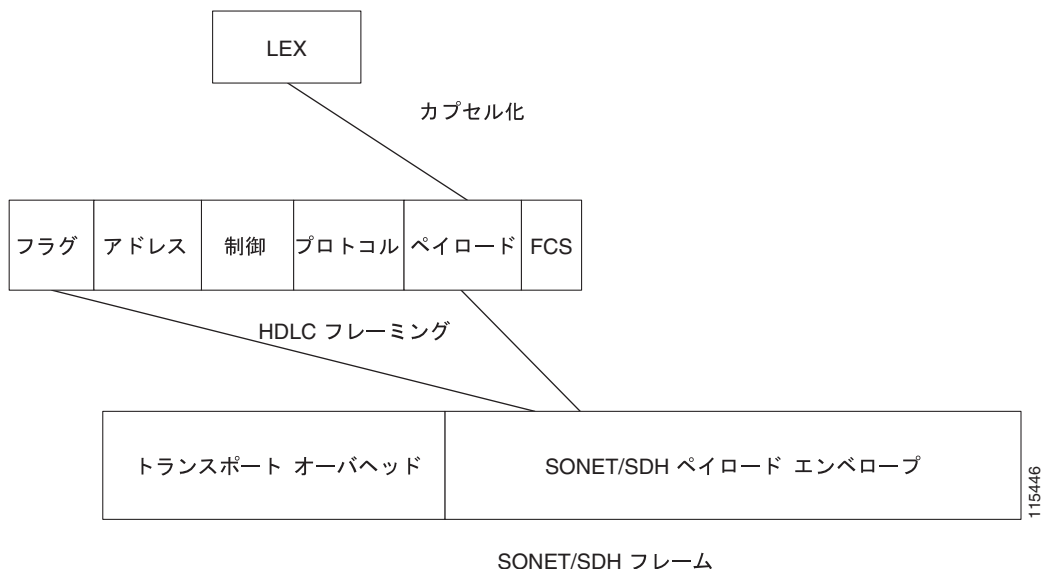 LEX
カプセル化
フラグ アドレス 制御 プロトコル ペイロード FCS
HDLC フレーミング
トランスポート オーバヘッド SONET/SDH ペイロード エンベロープ
115446
SONET/SDH フレーム